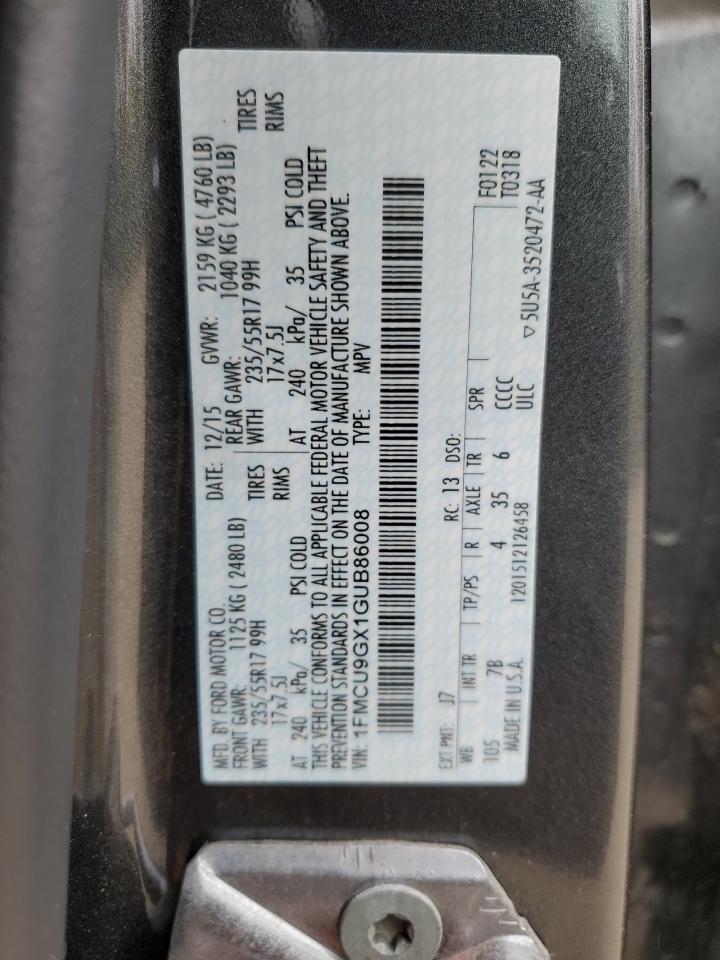 MFD. BY FORD MOTOR CO.
DATE: 12/15 GVWR: 2159 KG ( 4760 LB)
FRONT GAWR: 1125 KG ( 2480 LB) REAR GAWR: 1040 KG ( 2293 LB)
WITH 235/55R17 99H TIRES WITH 235/55R17 99H TIRES
17x7.5J RIMS 17x7.5J RIMS
AT 240 kPa/ 35 PSI COLD AT 240 kPa/ 35 PSI COLD
THIS VEHICLE CONFORMS TO ALL APPLICABLE FEDERAL MOTOR VEHICLE SAFETY AND THEFT
PREVENTION STANDARDS IN EFFECT ON THE DATE OF MANUFACTURE SHOWN ABOVE.
VIN: 1FMCU9GX1GUB86008 TYPE: MPV
EXT PNT: J7 RC: 13 DSO:
WB INT TR TP/PS R AXLE TR SPR F0122
105 7B 4 35 6 CCCC T0318
MADE IN U.S.A. 1201512126458 ULC
▽5U5A-3520472-AA